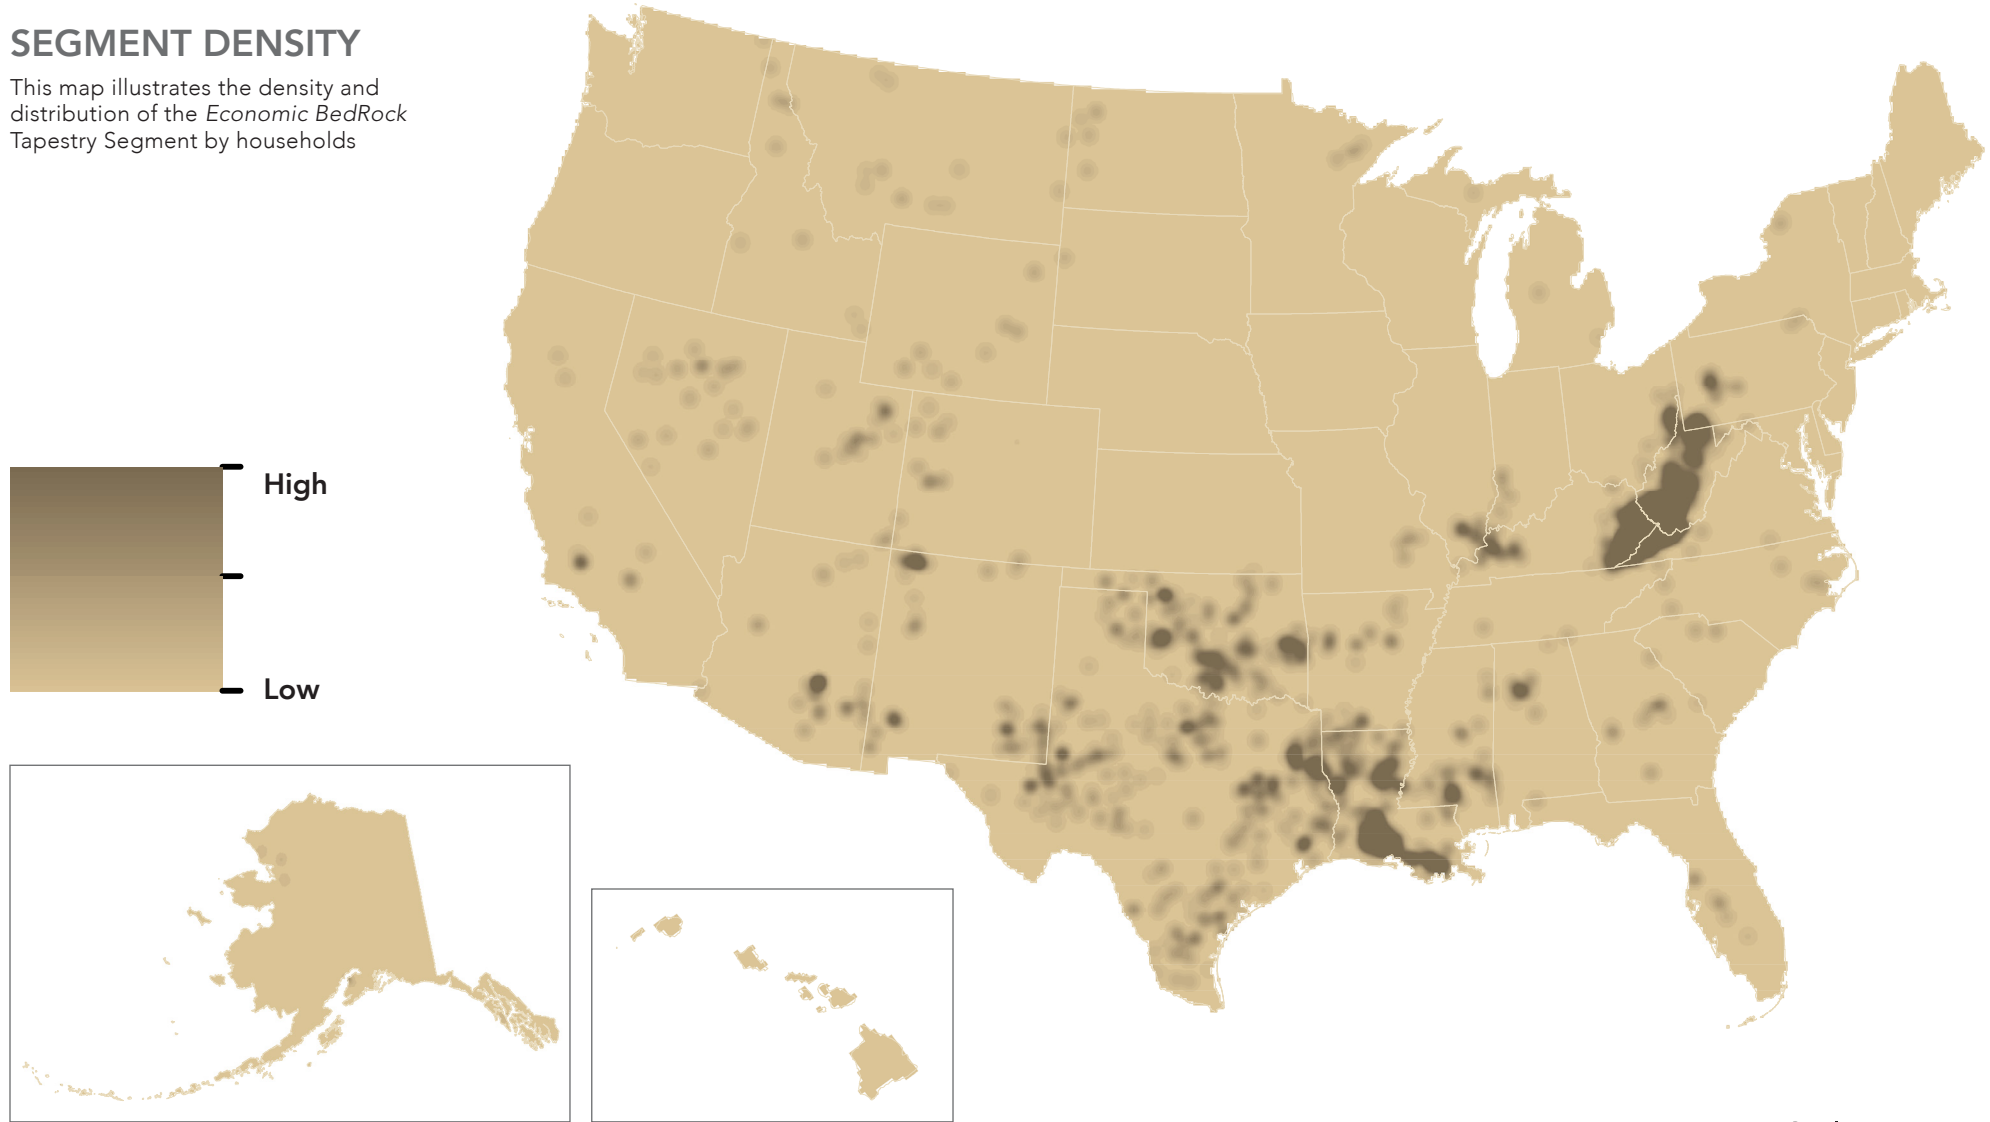 SEGMENT DENSITY
This map illustrates the density and
distribution of the Economic BedRock
Tapestry Segment by households
High
Low